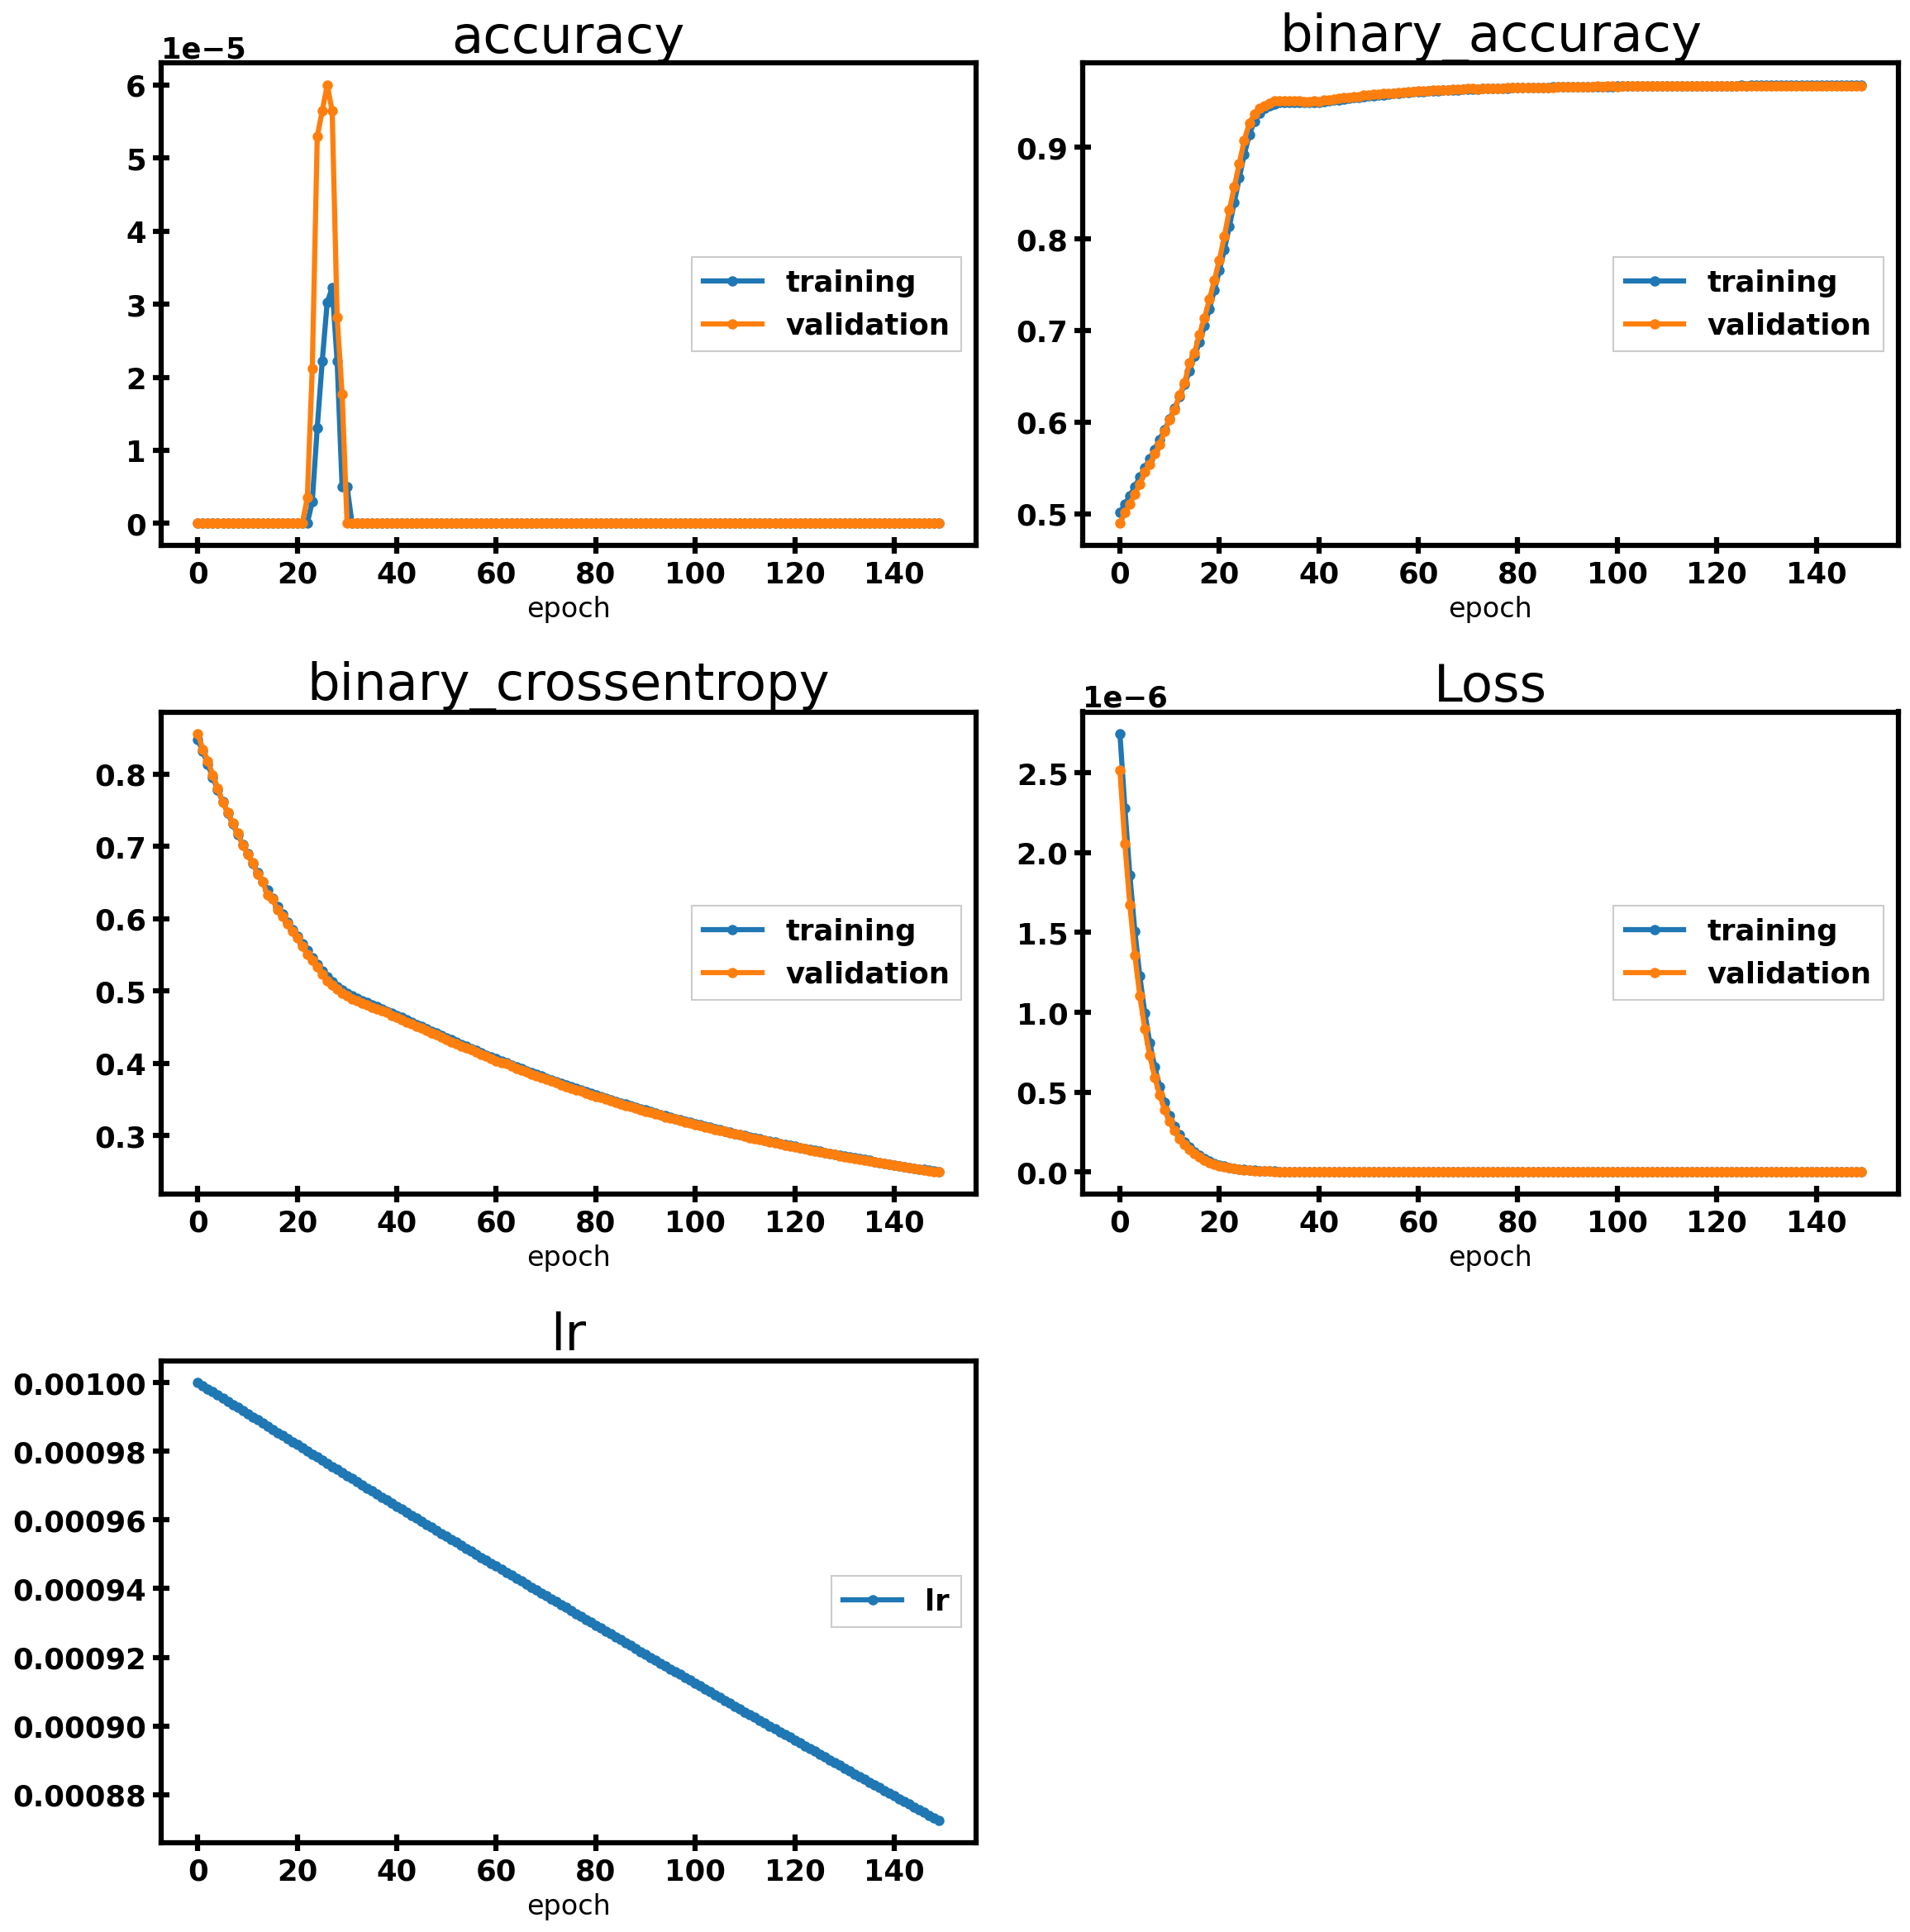 accuracy
1e−5
6
5
4
3
2
1
0
training
validation
0 20 40 60 80 100 120 140
epoch
binary_accuracy
0.9
0.8
0.7
0.6
0.5
training
validation
0 20 40 60 80 100 120 140
epoch
binary_crossentropy
0.8
0.7
0.6
0.5
0.4
0.3
training
validation
0 20 40 60 80 100 120 140
epoch
Loss
1e−6
2.5
2.0
1.5
1.0
0.5
0.0
training
validation
0 20 40 60 80 100 120 140
epoch
lr
0.00100
0.00098
0.00096
0.00094
0.00092
0.00090
0.00088
lr
0 20 40 60 80 100 120 140
epoch